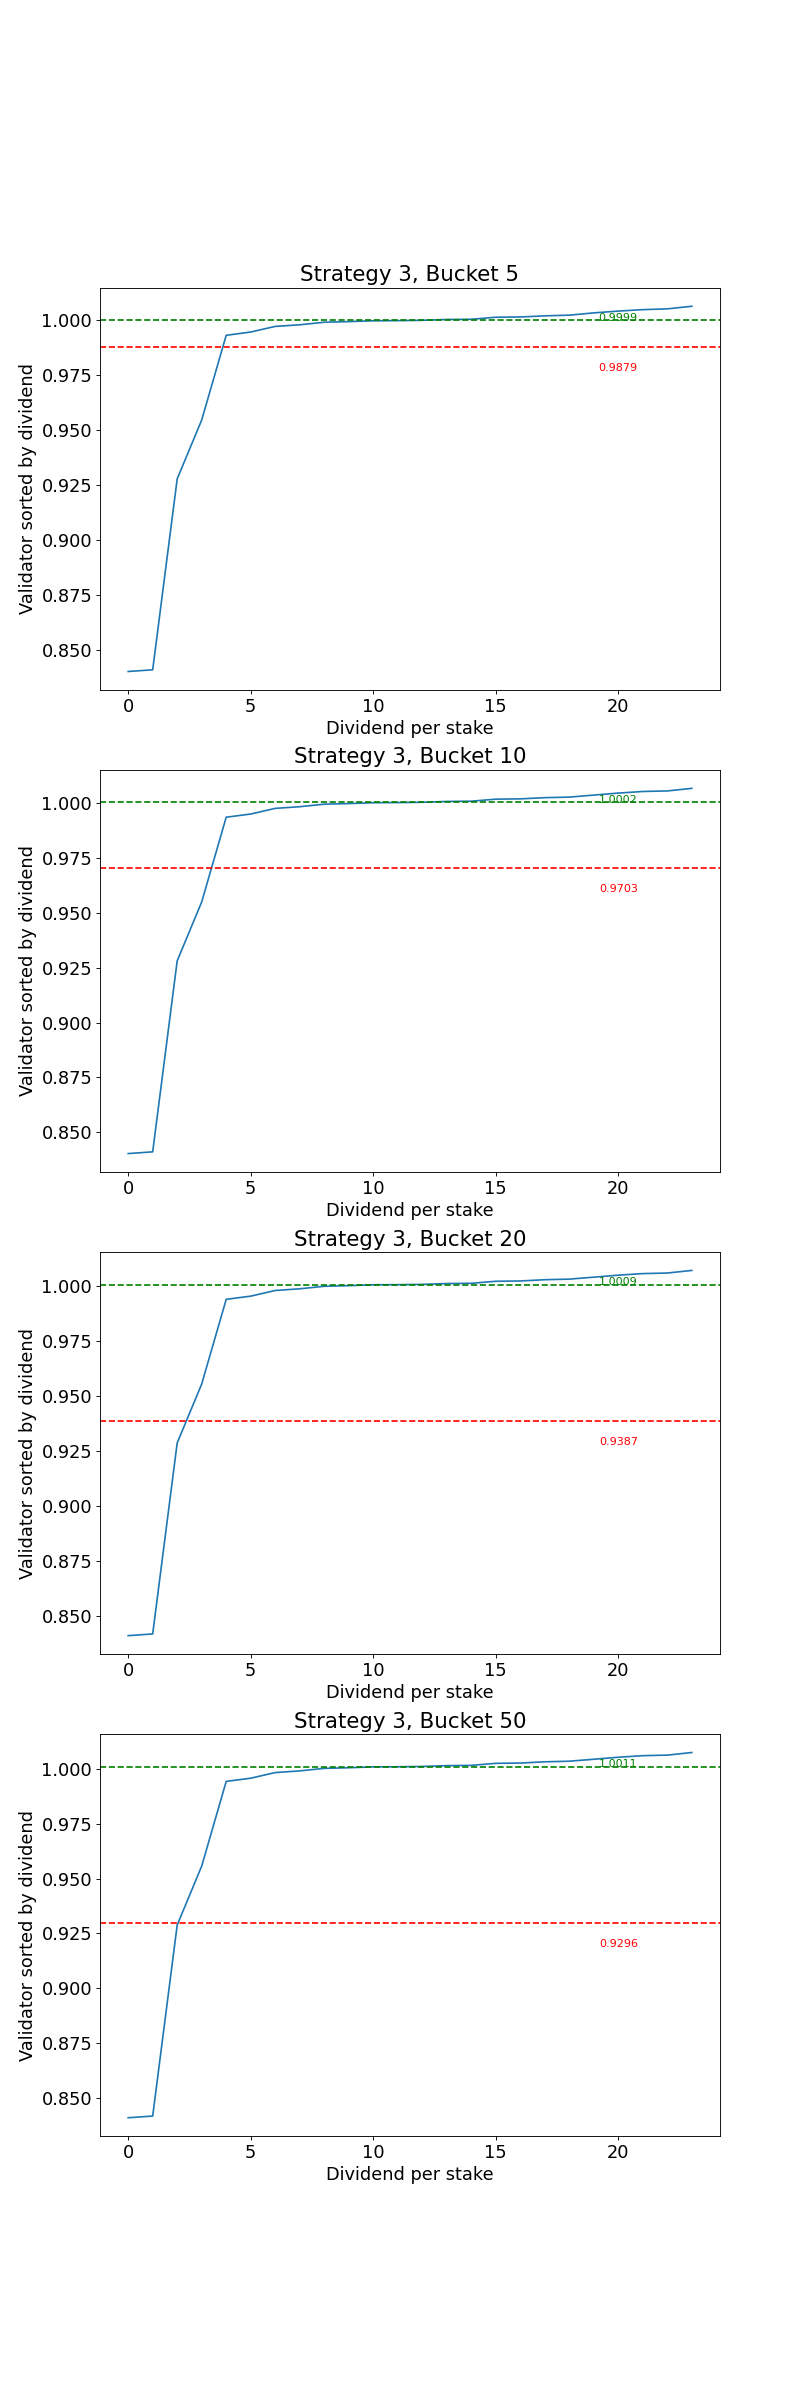 Strategy 3, Bucket 5
1.000
0.9999
0.9879
0.975
0.950
0.925
0.900
0.875
0.850
Validator sorted by dividend
0 5 10 15 20
Dividend per stake
Strategy 3, Bucket 10
1.000
1.0002
0.975
0.9703
0.950
0.925
0.900
0.875
0.850
Validator sorted by dividend
0 5 10 15 20
Dividend per stake
Strategy 3, Bucket 20
1.000
1.0009
0.975
0.950
0.9387
0.925
0.900
0.875
0.850
Validator sorted by dividend
0 5 10 15 20
Dividend per stake
Strategy 3, Bucket 50
1.000
1.0011
0.975
0.950
0.925
0.9296
0.900
0.875
0.850
Validator sorted by dividend
0 5 10 15 20
Dividend per stake